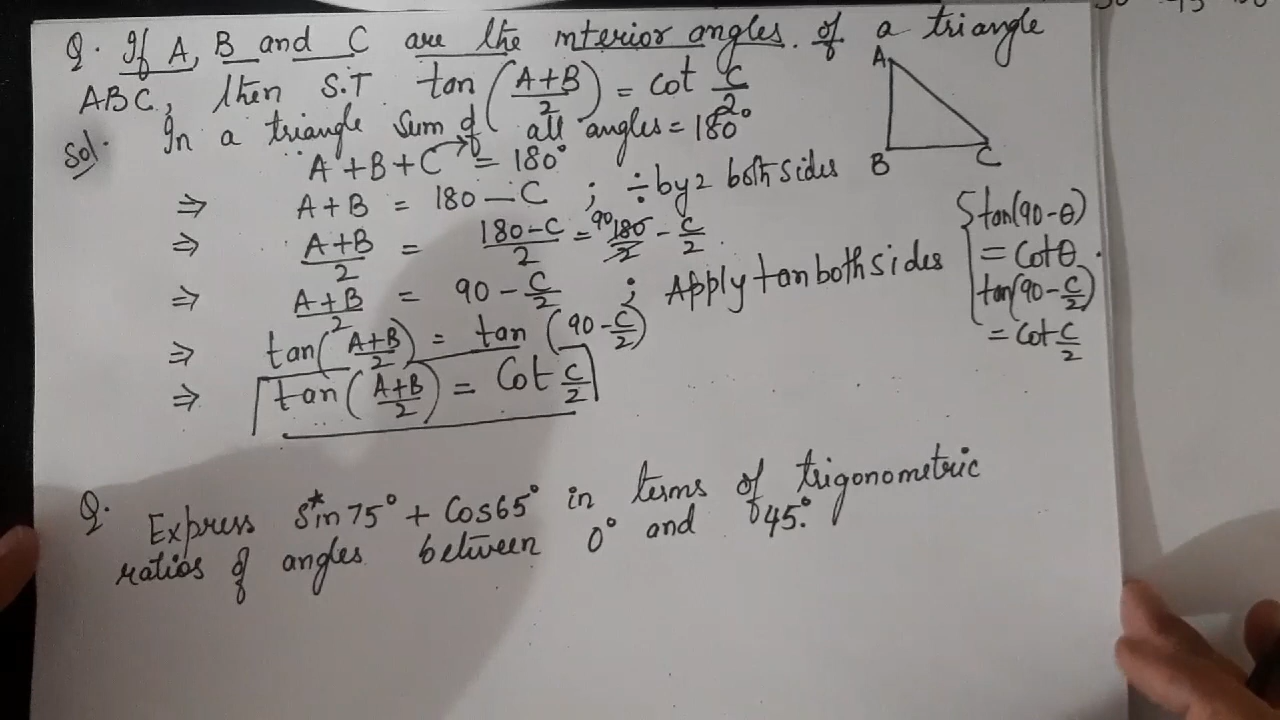 Q. If A, B and C are the interior angles of a triangle
ABC, then S.T tan (A+B/2) = cot C/2
Sol. In a triangle sum of all angles = 180°
A + B + C = 180°
⇒ A + B = 180 - C ; ÷ by 2 both sides
⇒ A+B/2 = 180-C/2 = 90 180/2 - C/2
⇒ A+B/2 = 90 - C/2 ; Apply tan both sides
⇒ tan (A+B/2) = tan (90 - C/2)
⇒ tan (A+B/2) = Cot C/2
A
B
C
{tan(90-θ)
= Cotθ.
tan(90-C/2)
= Cot C/2
Q. Express Sin75° + Cos65° in terms of trigonometric
ratios of angles between 0° and 45°.